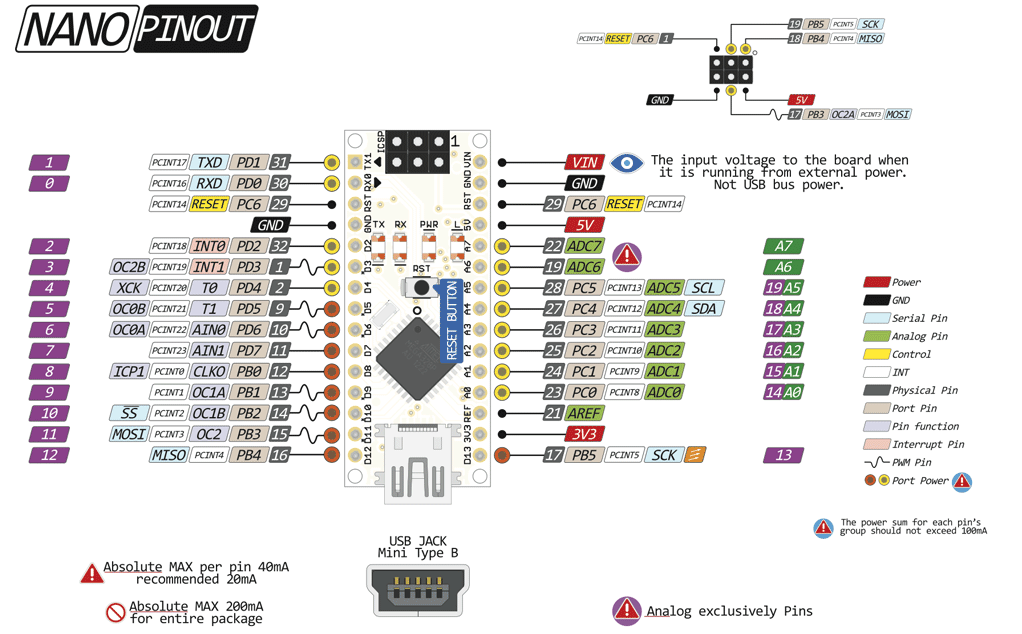 NANO PINOUT
19 PB5 PCINT5 SCK
PCINT14 RESET PC6 1
18 PB4 PCINT4 MISO
GND
5V
17 PB3 OC2A PCINT3 MOSI
ICSP
1
1 PCINT17 TXD PD1 31 TX1
VIN VIN
The input voltage to the board when
it is running from external power.
Not USB bus power.
0 PCINT16 RXD PD0 30 RX0
GND GND
PCINT14 RESET PC6 29 RST
RST 29 PC6 RESET PCINT14
GND GND
5V 5V
TX RX PWR L
2 PCINT18 INT0 PD2 32 D2
A7 22 ADC7 A7
3 OC2B PCINT19 INT1 PD3 1 D3
A6 19 ADC6 A6
RST
4 XCK PCINT20 T0 PD4 2 D4
A5 28 PC5 PCINT13 ADC5 SCL 19 A5
RESET BUTTON
5 OC0B PCINT21 T1 PD5 9 D5
A4 27 PC4 PCINT12 ADC4 SDA 18 A4
6 OC0A PCINT22 AIN0 PD6 10 D6
A3 26 PC3 PCINT11 ADC3 17 A3
7 PCINT23 AIN1 PD7 11 D7
A2 25 PC2 PCINT10 ADC2 16 A2
8 ICP1 PCINT0 CLKO PB0 12 D8
A1 24 PC1 PCINT9 ADC1 15 A1
9 PCINT1 OC1A PB1 13 D9
A0 23 PC0 PCINT8 ADC0 14 A0
10 SS PCINT2 OC1B PB2 14 D10
REF 21 AREF
11 MOSI PCINT3 OC2 PB3 15 D11
3V3 3V3
12 MISO PCINT4 PB4 16 D12
D13 17 PB5 PCINT5 SCK 13
Power
GND
Serial Pin
Analog Pin
Control
INT
Physical Pin
Port Pin
Pin function
Interrupt Pin
PWM Pin
Port Power
The power sum for each pin's
group should not exceed 100mA
USB JACK
Mini Type B
Absolute MAX per pin 40mA
recommended 20mA
Absolute MAX 200mA
for entire package
Analog exclusively Pins